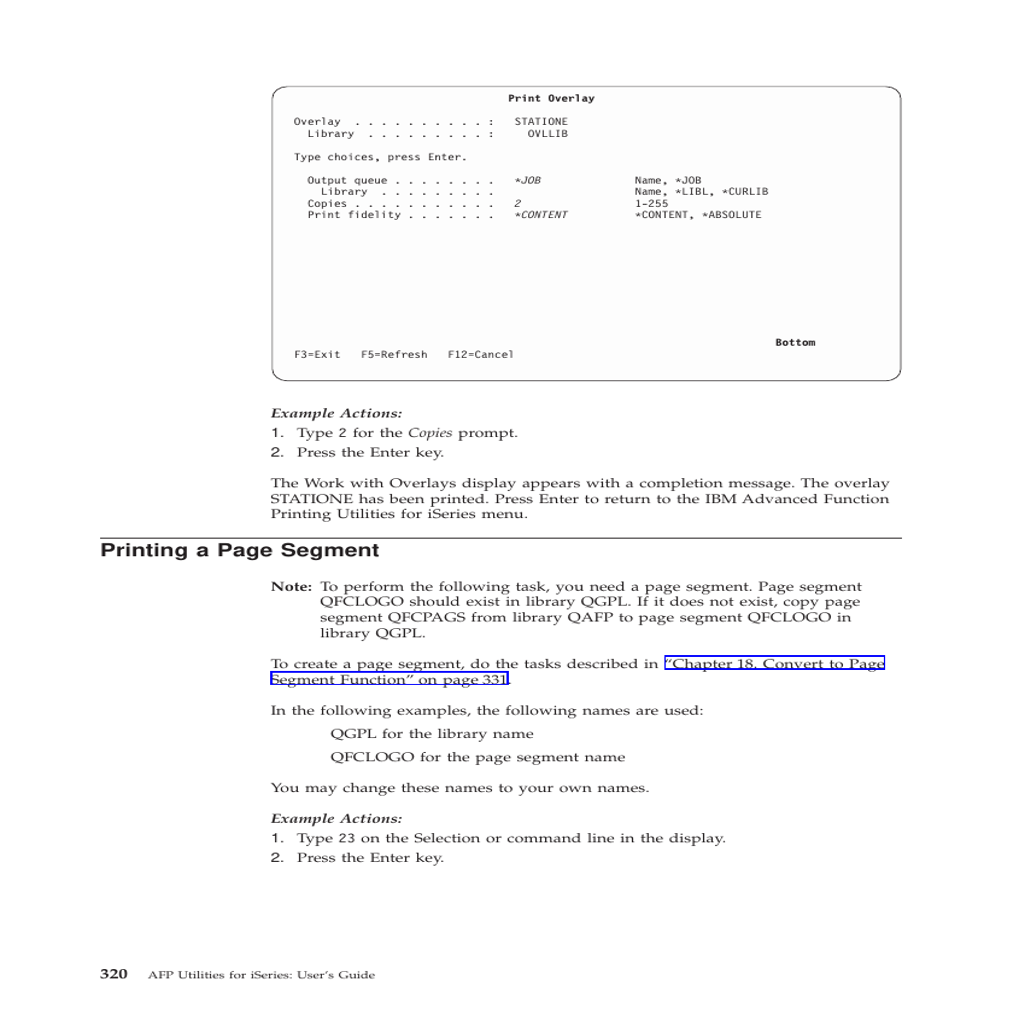 Print Overlay
Overlay . . . . . . . . . . : STATIONE
Library . . . . . . . . . : OVLLIB
Type choices, press Enter.
Output queue . . . . . . . . *JOB Name, *JOB
Library . . . . . . . . . Name, *LIBL, *CURLIB
Copies . . . . . . . . . . . 2 1-255
Print fidelity . . . . . . . *CONTENT *CONTENT, *ABSOLUTE
Bottom
F3=Exit F5=Refresh F12=Cancel
Example Actions:
1. Type 2 for the Copies prompt.
2. Press the Enter key.
The Work with Overlays display appears with a completion message. The overlay
STATIONE has been printed. Press Enter to return to the IBM Advanced Function
Printing Utilities for iSeries menu.
Printing a Page Segment
Note: To perform the following task, you need a page segment. Page segment
QFCLOGO should exist in library QGPL. If it does not exist, copy page
segment QFCPAGS from library QAFP to page segment QFCLOGO in
library QGPL.
To create a page segment, do the tasks described in “Chapter 18. Convert to Page
Segment Function” on page 331.
In the following examples, the following names are used:
QGPL for the library name
QFCLOGO for the page segment name
You may change these names to your own names.
Example Actions:
1. Type 23 on the Selection or command line in the display.
2. Press the Enter key.
320 AFP Utilities for iSeries: User’s Guide